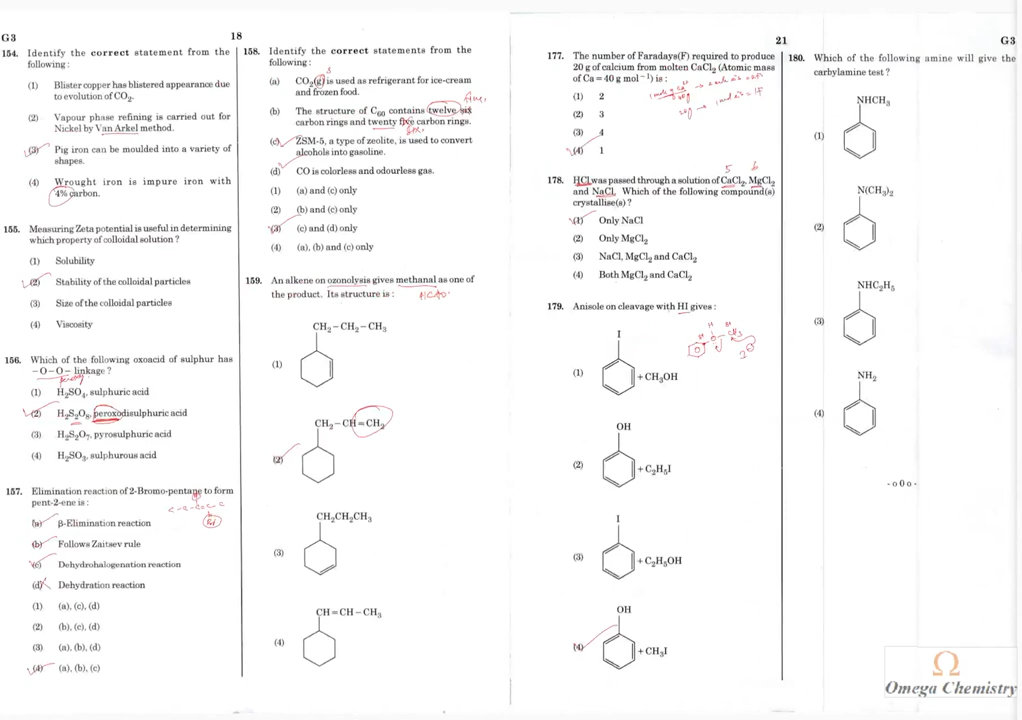 G3
18
154. Identify the correct statement from the
following :
(1) Blister copper has blistered appearance due
to evolution of CO₂.
(2) Vapour phase refining is carried out for
Nickel by Van Arkel method.
(3) Pig iron can be moulded into a variety of
shapes.
(4) Wrought iron is impure iron with
4% carbon.
155. Measuring Zeta potential is useful in determining
which property of colloidal solution ?
(1) Solubility
(2) Stability of the colloidal particles
(3) Size of the colloidal particles
(4) Viscosity
156. Which of the following oxoacid of sulphur has
–O–O– linkage ?
(1) H₂SO₄, sulphuric acid
(2) H₂S₂O₈, peroxodisulphuric acid
(3) H₂S₂O₇, pyrosulphuric acid
(4) H₂SO₃, sulphurous acid
157. Elimination reaction of 2-Bromo-pentane to form
pent-2-ene is :
C-C-C=C-C
(a) β-Elimination reaction
(b) Follows Zaitsev rule
(c) Dehydrohalogenation reaction
(d) Dehydration reaction
(1) (a), (c), (d)
(2) (b), (c), (d)
(3) (a), (b), (d)
(4) (a), (b), (c)
158. Identify the correct statements from the
following :
(a) CO₂(g) is used as refrigerant for ice-cream
and frozen food.
(b) The structure of C₆₀ contains twelve six
carbon rings and twenty five carbon rings.
(c) ZSM-5, a type of zeolite, is used to convert
alcohols into gasoline.
(d) CO is colorless and odourless gas.
(1) (a) and (c) only
(2) (b) and (c) only
(3) (c) and (d) only
(4) (a), (b) and (c) only
159. An alkene on ozonolysis gives methanal as one of
the product. Its structure is :
HCHO
CH₂–CH₂–CH₃
(1)
CH₂–CH=CH₂
(2)
CH₂CH₂CH₃
(3)
CH=CH–CH₃
(4)
21
G3
177. The number of Faradays(F) required to produce
20 g of calcium from molten CaCl₂ (Atomic mass
of Ca = 40 g mol⁻¹) is :
(1) 2
(2) 3
(3) 4
(4) 1
178. HCl was passed through a solution of CaCl₂, MgCl₂
and NaCl. Which of the following compound(s)
crystallise(s) ?
(1) Only NaCl
(2) Only MgCl₂
(3) NaCl, MgCl₂ and CaCl₂
(4) Both MgCl₂ and CaCl₂
179. Anisole on cleavage with HI gives :
I
(1) + CH₃OH
OH
(2) + C₂H₅I
I
(3) + C₂H₅OH
OH
(4) + CH₃I
180. Which of the following amine will give the
carbylamine test ?
NHCH₃
(1)
N(CH₃)₂
(2)
NHC₂H₅
(3)
NH₂
(4)
- o 0 o -
Ω
Omega Chemistry